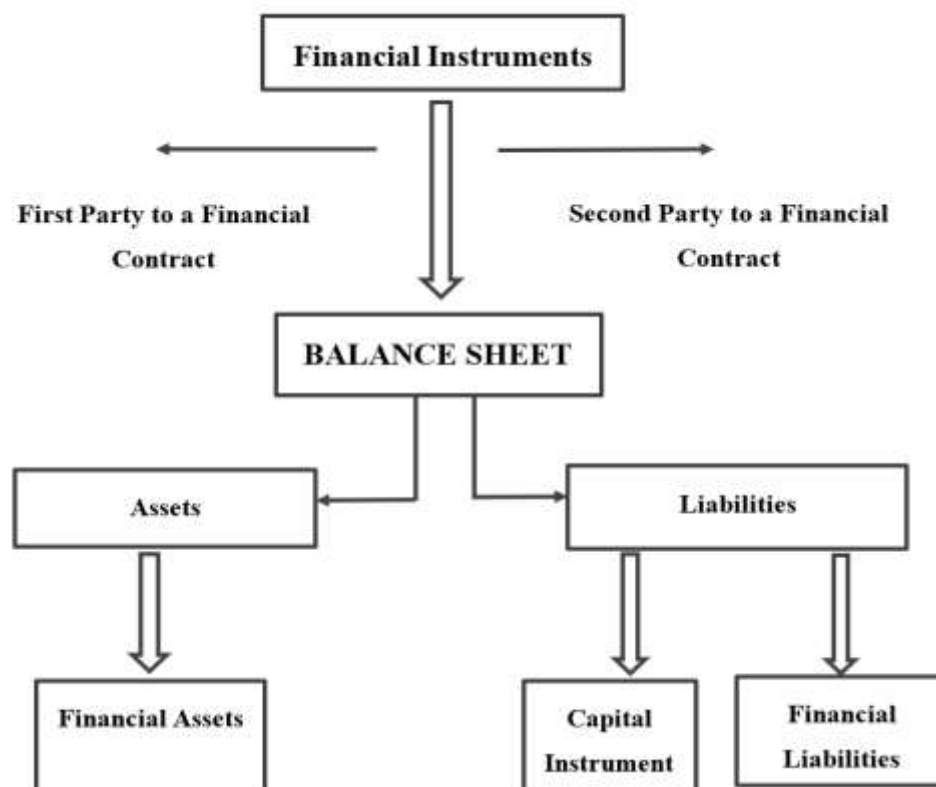 Financial Instruments
First Party to a Financial
Contract
Second Party to a Financial
Contract
BALANCE SHEET
Assets
Liabilities
Financial Assets
Capital
Instrument
Financial
Liabilities